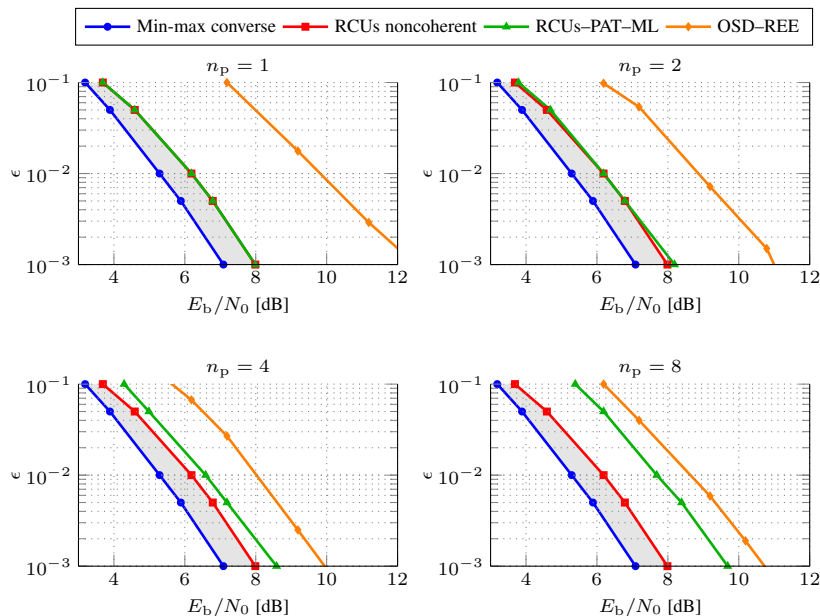 Min-max converse RCUs noncoherent RCUs–PAT–ML OSD–REE
n_p = 1
10^−1
10^−2
10^−3
ϵ
4 6 8 10 12
E_b/N_0 [dB]
n_p = 2
10^−1
10^−2
10^−3
ϵ
4 6 8 10 12
E_b/N_0 [dB]
n_p = 4
10^−1
10^−2
10^−3
ϵ
4 6 8 10 12
E_b/N_0 [dB]
n_p = 8
10^−1
10^−2
10^−3
ϵ
4 6 8 10 12
E_b/N_0 [dB]